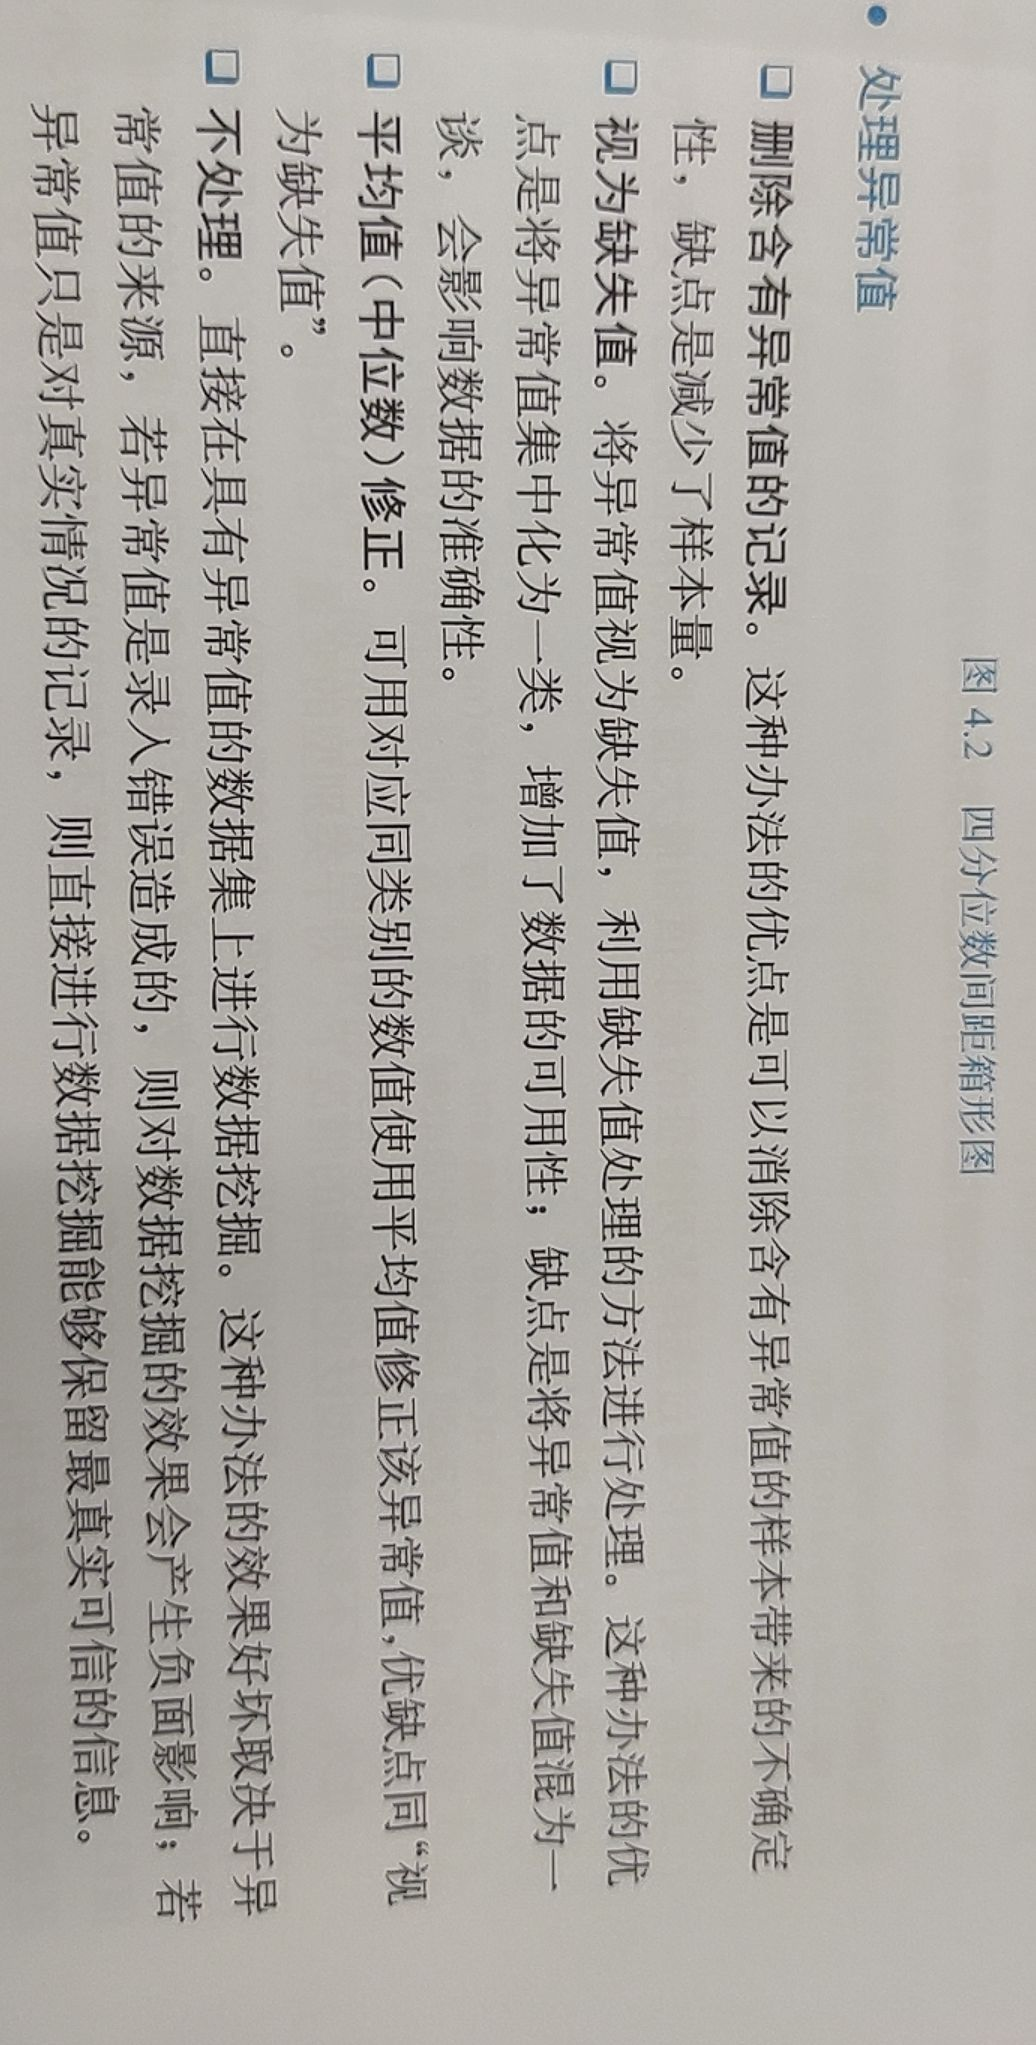 图 4.2 四分位数间距箱形图
• 处理异常值
❑ 删除含有异常值的记录。这种办法的优点是可以消除含有异常值的样本带来的不确定
性，缺点是减少了样本量。
❑ 视为缺失值。将异常值视为缺失值，利用缺失值处理的方法进行处理。这种办法的优
点是将异常值集中化为一类，增加了数据的可用性；缺点是将异常值和缺失值混为一
谈，会影响数据的准确性。
❑ 平均值（中位数）修正。可用对应同类别的数值使用平均值修正该异常值，优缺点同“视
为缺失值”。
❑ 不处理。直接在具有异常值的数据集上进行数据挖掘。这种办法的效果好坏取决于异
常值的来源，若异常值是录入错误造成的，则对数据挖掘的效果会产生负面影响；若
异常值只是对真实情况的记录，则直接进行数据挖掘能够保留最真实可信的信息。